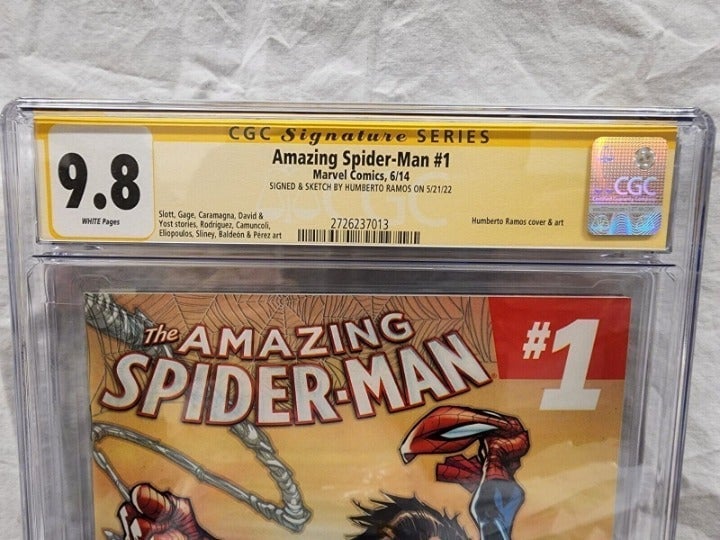 CGC Signature SERIES
9.8
WHITE Pages
Amazing Spider-Man #1
Marvel Comics, 6/14
SIGNED & SKETCH BY HUMBERTO RAMOS ON 5/21/22
Slott, Gage, Caramagna, David &
Yost stories, Rodriguez, Camuncoli,
Eliopoulos, Sliney, Baldeón & Pérez art
2726237013
Humberto Ramos cover & art
CGC
The AMAZING
SPIDER-MAN
#1